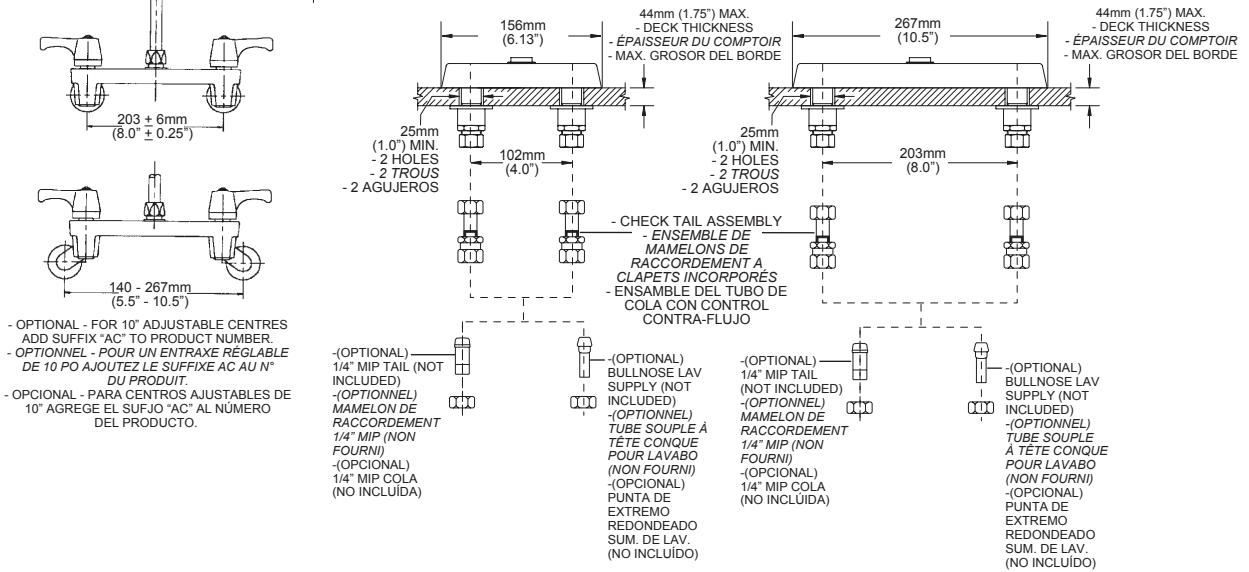 203 ± 6mm
(8.0" ± 0.25")
140 - 267mm
(5.5" - 10.5")
- OPTIONAL - FOR 10" ADJUSTABLE CENTRES
ADD SUFFIX "AC" TO PRODUCT NUMBER.
- OPTIONNEL - POUR UN ENTRAXE RÉGLABLE
DE 10 PO AJOUTEZ LE SUFFIXE AC AU N°
DU PRODUIT.
- OPCIONAL - PARA CENTROS AJUSTABLES DE
10" AGREGE EL SUFJO "AC" AL NÚMERO
DEL PRODUCTO.
156mm
(6.13")
44mm (1.75") MAX.
- DECK THICKNESS
- ÉPAISSEUR DU COMPTOIR
- MAX. GROSOR DEL BORDE
25mm
(1.0") MIN.
- 2 HOLES
- 2 TROUS
- 2 AGUJEROS
102mm
(4.0")
- CHECK TAIL ASSEMBLY
- ENSEMBLE DE
MAMELONS DE
RACCORDEMENT A
CLAPETS INCORPORÉS
- ENSAMBLE DEL TUBO DE
COLA CON CONTROL
CONTRA-FLUJO
-(OPTIONAL)
1/4" MIP TAIL (NOT
INCLUDED)
-(OPTIONNEL)
MAMELON DE
RACCORDEMENT
1/4" MIP (NON
FOURNI)
-(OPCIONAL)
1/4" MIP COLA
(NO INCLUÍDA)
-(OPTIONAL)
BULLNOSE LAV
SUPPLY (NOT
INCLUDED)
-(OPTIONNEL)
TUBE SOUPLE À
TÊTE CONQUE
POUR LAVABO
(NON FOURNI)
-(OPCIONAL)
PUNTA DE
EXTREMO
REDONDEADO
SUM. DE LAV.
(NO INCLUÍDO)
267mm
(10.5")
44mm (1.75") MAX.
- DECK THICKNESS
- ÉPAISSEUR DU COMPTOIR
- MAX. GROSOR DEL BORDE
25mm
(1.0") MIN.
- 2 HOLES
- 2 TROUS
- 2 AGUJEROS
203mm
(8.0")
-(OPTIONAL)
1/4" MIP TAIL
(NOT INCLUDED)
-(OPTIONNEL)
MAMELON DE
RACCORDEMENT
1/4" MIP (NON
FOURNI)
-(OPCIONAL)
1/4" MIP COLA
(NO INCLÚIDA)
-(OPTIONAL)
BULLNOSE LAV
SUPPLY (NOT
INCLUDED)
-(OPTIONNEL)
TUBE SOUPLE
À TÊTE CONQUE
POUR LAVABO
(NON FOURNI)
-(OPCIONAL)
PUNTA DE
EXTREMO
REDONDEADO
SUM. DE LAV.
(NO INCLUÍDO)